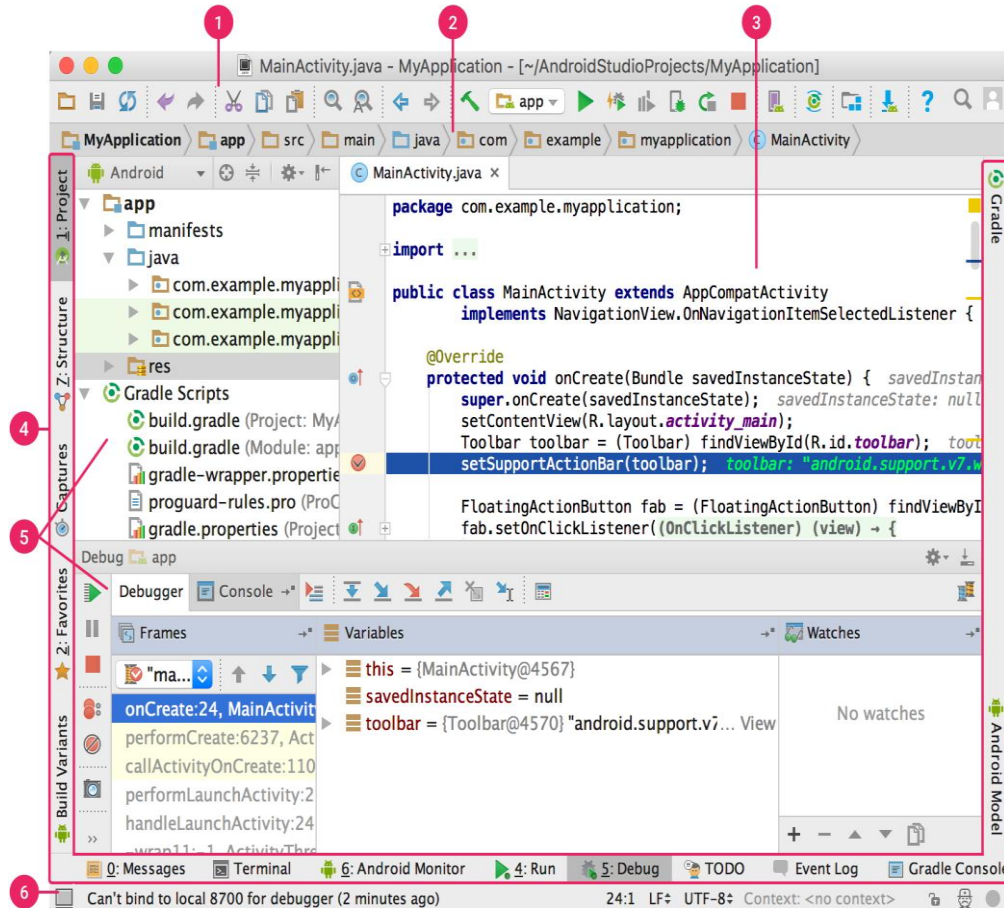 1
2
3
MainActivity.java - MyApplication - [~/AndroidStudioProjects/MyApplication]
app
MyApplication app src main java com example myapplication MainActivity
1: Project
Android
MainActivity.java ×
Gradle
app
manifests
java
com.example.myappli
com.example.myappli
com.example.myappli
res
Gradle Scripts
build.gradle (Project: MyA
build.gradle (Module: app
gradle-wrapper.propertie
proguard-rules.pro (ProG
gradle.properties (Project
package com.example.myapplication;
import ...
public class MainActivity extends AppCompatActivity
implements NavigationView.OnNavigationItemSelectedListener {
@Override
protected void onCreate(Bundle savedInstanceState) { savedInstan
super.onCreate(savedInstanceState); savedInstanceState: null
setContentView(R.layout.activity_main);
Toolbar toolbar = (Toolbar) findViewById(R.id.toolbar); tool
setSupportActionBar(toolbar); toolbar: "android.support.v7.w
FloatingActionButton fab = (FloatingActionButton) findViewByI
fab.setOnClickListener((OnClickListener) (view) → {
Z: Structure
4
Captures
5
2: Favorites
Build Variants
Debug app
Debugger Console
Frames
Variables
Watches
"ma...
onCreate:24, MainActivit
performCreate:6237, Act
callActivityOnCreate:110
performLaunchActivity:2
handleLaunchActivity:24
-wrap11:-1, ActivityThre
this = {MainActivity@4567}
savedInstanceState = null
toolbar = {Toolbar@4570} "android.support.v7... View
No watches
Android Model
0: Messages Terminal 6: Android Monitor 4: Run 5: Debug TODO Event Log Gradle Console
6
Can't bind to local 8700 for debugger (2 minutes ago) 24:1 LF UTF-8 Context: <no context>